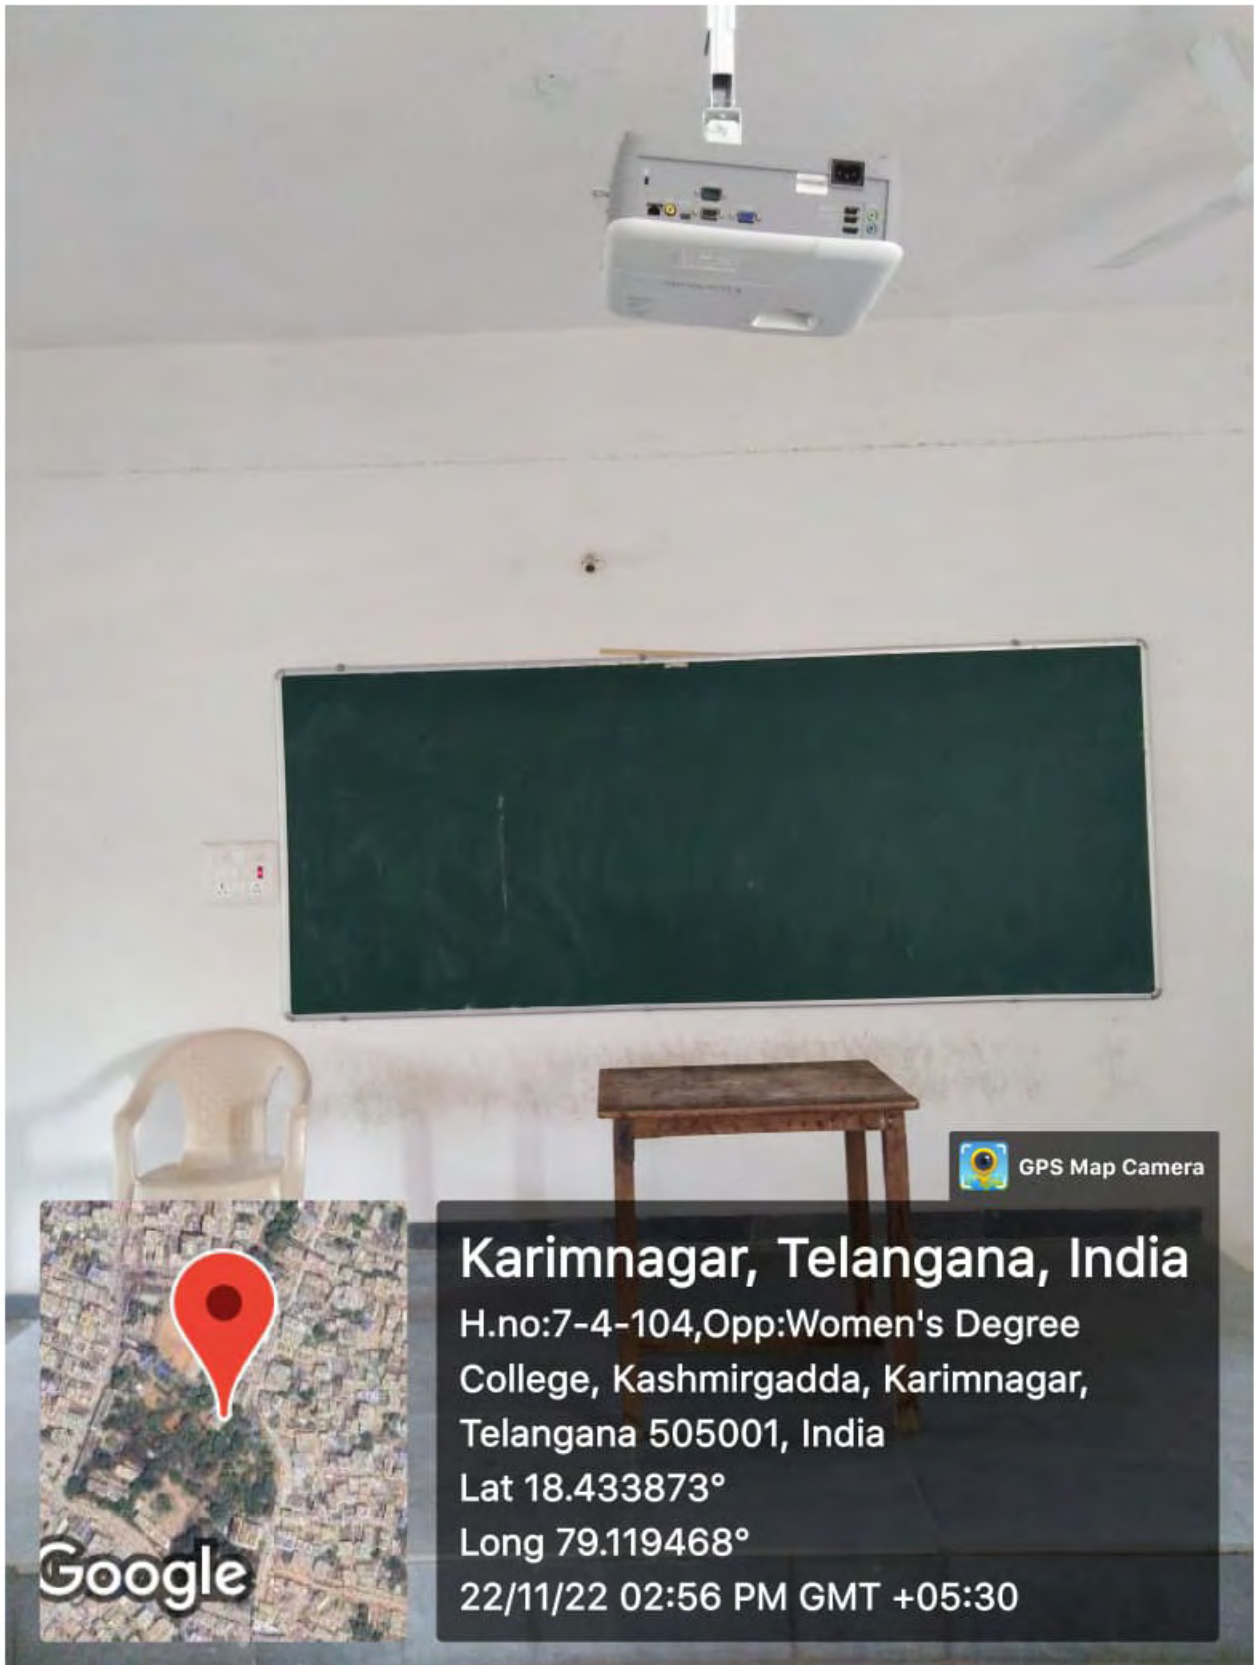 GPS Map Camera
Karimnagar, Telangana, India
H.no:7-4-104,Opp:Women's Degree
College, Kashmirgadda, Karimnagar,
Telangana 505001, India
Lat 18.433873°
Long 79.119468°
22/11/22 02:56 PM GMT +05:30
Google